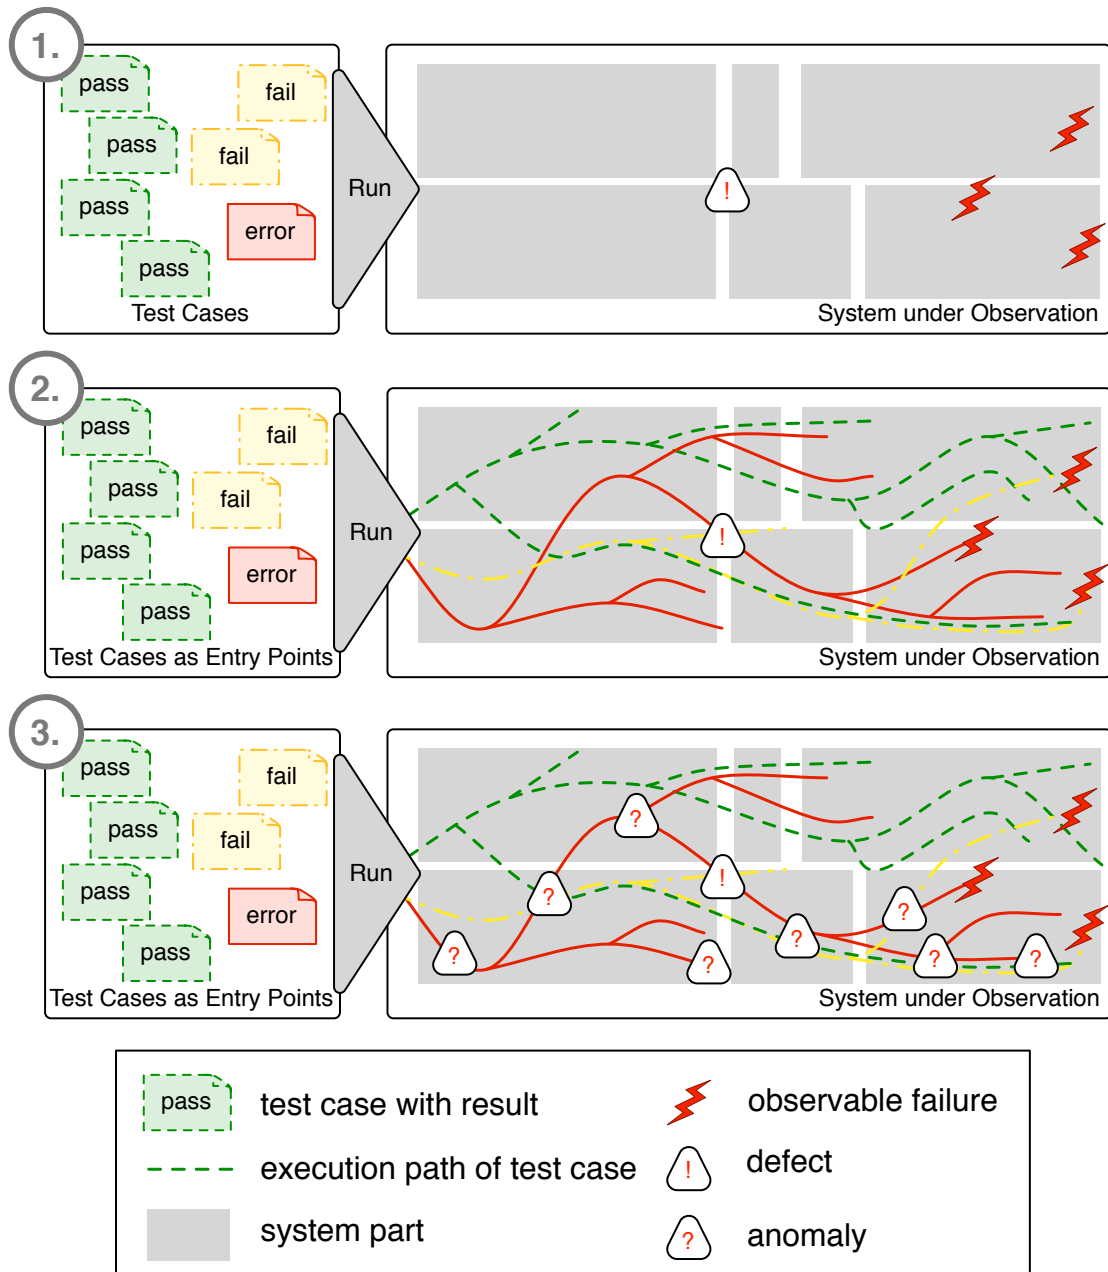 1.
pass
fail
pass
fail
pass
error
pass
Test Cases
Run
!
System under Observation
2.
pass
fail
pass
fail
pass
error
pass
Test Cases as Entry Points
Run
!
System under Observation
3.
pass
fail
pass
fail
pass
error
pass
Test Cases as Entry Points
Run
?
?
!
?
?
?
?
?
?
System under Observation
pass
test case with result
observable failure
execution path of test case
!
defect
system part
?
anomaly